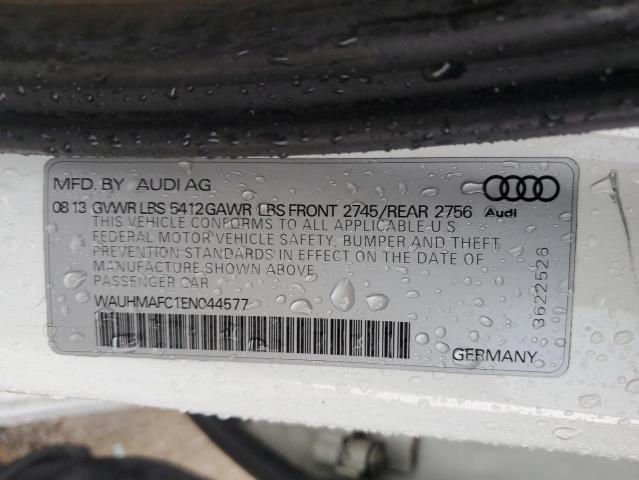 MFD. BY AUDI AG
08 13 GVWR LBS 5412 GAWR LBS FRONT 2745/REAR 2756
Audi
THIS VEHICLE CONFORMS TO ALL APPLICABLE U.S
FEDERAL MOTOR VEHICLE SAFETY, BUMPER AND THEFT
PREVENTION STANDARDS IN EFFECT ON THE DATE OF
MANUFACTURE SHOWN ABOVE
PASSENGER CAR
WAUHMAFC1EN044577
GERMANY
3622526